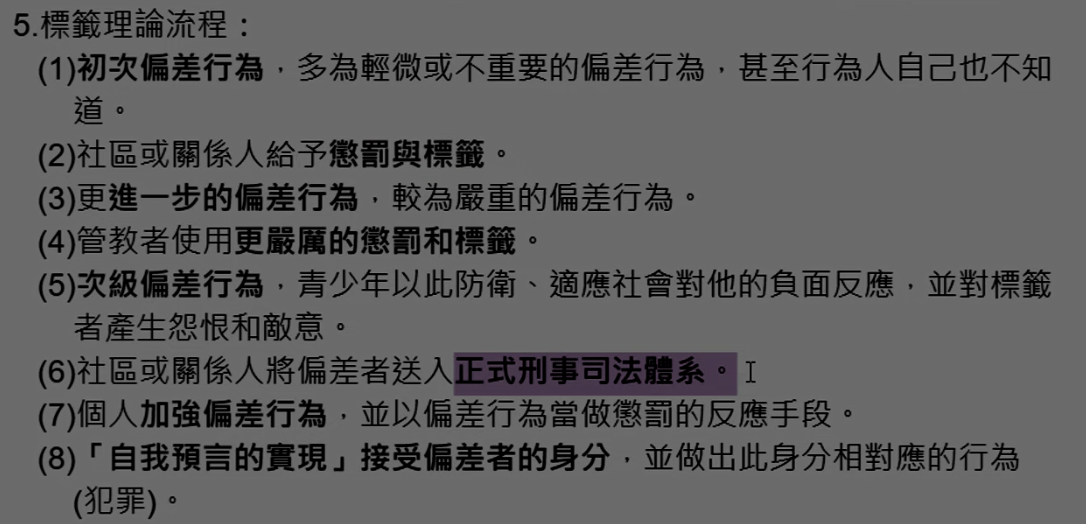 5.標籤理論流程：
(1)初次偏差行為，多為輕微或不重要的偏差行為，甚至行為人自己也不知
道。
(2)社區或關係人給予懲罰與標籤。
(3)更進一步的偏差行為，較為嚴重的偏差行為。
(4)管教者使用更嚴厲的懲罰和標籤。
(5)次級偏差行為，青少年以此防衛、適應社會對他的負面反應，並對標籤
者產生怨恨和敵意。
(6)社區或關係人將偏差者送入正式刑事司法體系。
(7)個人加強偏差行為，並以偏差行為當做懲罰的反應手段。
(8)「自我預言的實現」接受偏差者的身分，並做出此身分相對應的行為
(犯罪)。